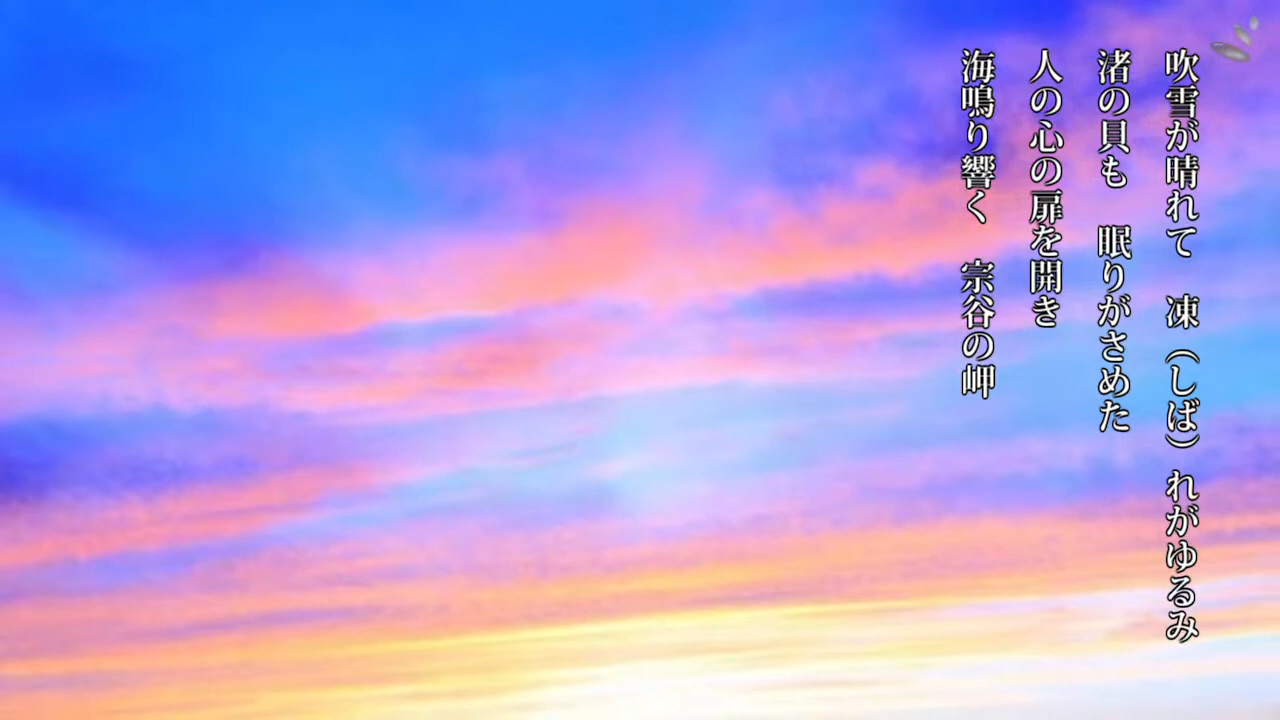 吹雪が晴れて　凍（しば）れがゆるみ
渚の貝も　眠りがさめた
人の心の扉を開き
海鳴り響く　宗谷の岬